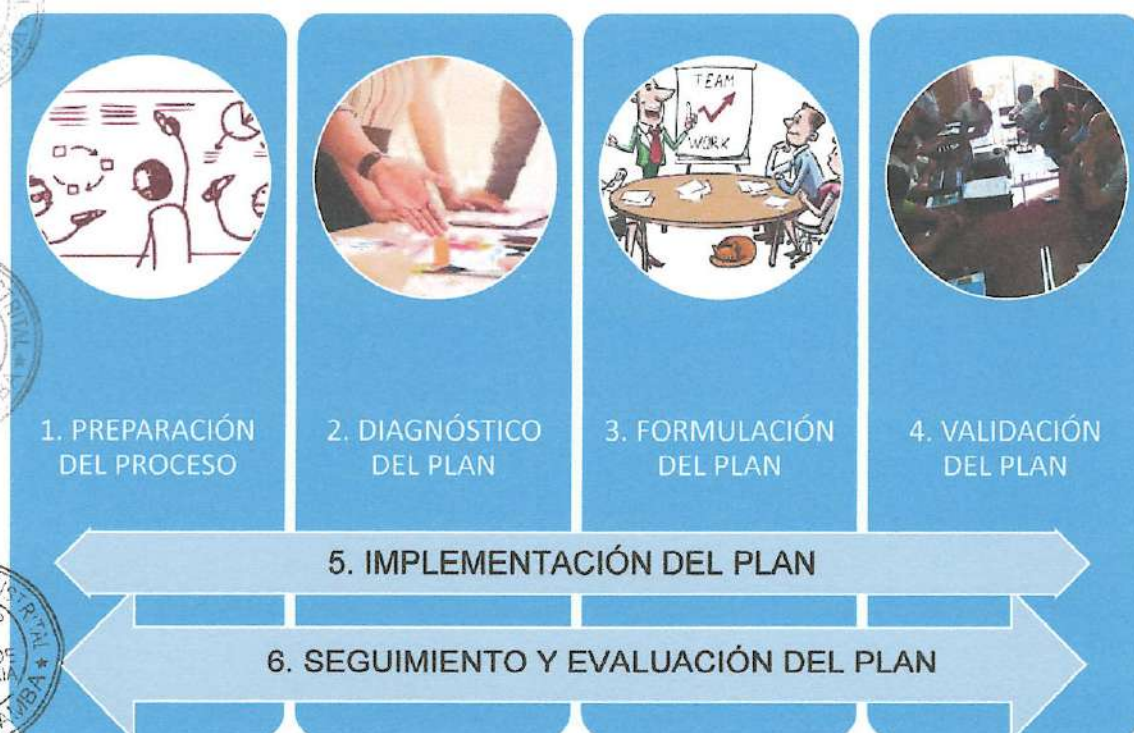 TEAM
WORK
1. PREPARACIÓN
DEL PROCESO
2. DIAGNÓSTICO
DEL PLAN
3. FORMULACIÓN
DEL PLAN
4. VALIDACIÓN
DEL PLAN
5. IMPLEMENTACIÓN DEL PLAN
6. SEGUIMIENTO Y EVALUACIÓN DEL PLAN